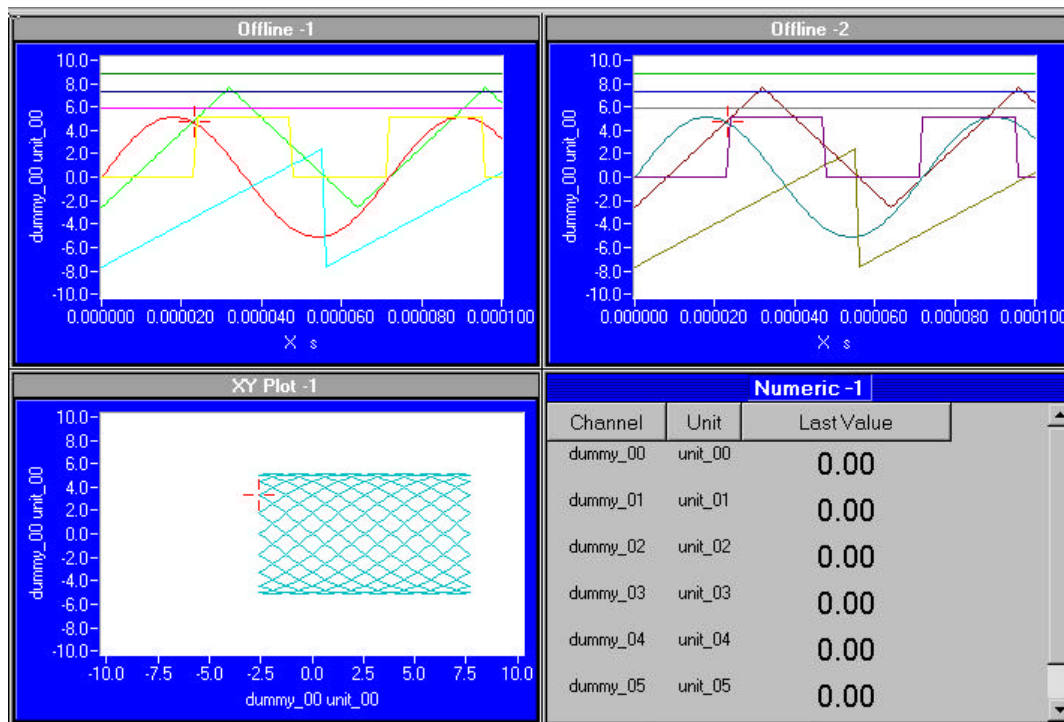 Offline -1
10.0
8.0
6.0
4.0
2.0
0.0
-2.0
-4.0
-6.0
-8.0
-10.0
dummy_00 unit_00
0.000000 0.000020 0.000040 0.000060 0.000080 0.000100
X s
Offline -2
10.0
8.0
6.0
4.0
2.0
0.0
-2.0
-4.0
-6.0
-8.0
-10.0
dummy_00 unit_00
0.000000 0.000020 0.000040 0.000060 0.000080 0.000100
X s
XY Plot -1
10.0
8.0
6.0
4.0
2.0
0.0
-2.0
-4.0
-6.0
-8.0
-10.0
dummy_00 unit_00
-10.0 -7.5 -5.0 -2.5 0.0 2.5 5.0 7.5 10.0
dummy_00 unit_00
Numeric -1
Channel Unit Last Value
dummy_00 unit_00 0.00
dummy_01 unit_01 0.00
dummy_02 unit_02 0.00
dummy_03 unit_03 0.00
dummy_04 unit_04 0.00
dummy_05 unit_05 0.00